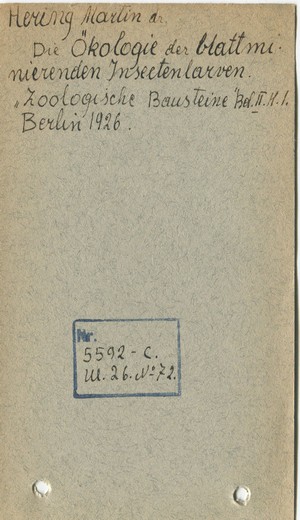 Hering Martin dr.
Die Ökologie der blattmi-
nierenden Insectenlarven.
„Zoologische Bausteine" Bd. II. H. 1.
Berlin 1926.
Nr.
5592 - C.
III. 26. No 72.